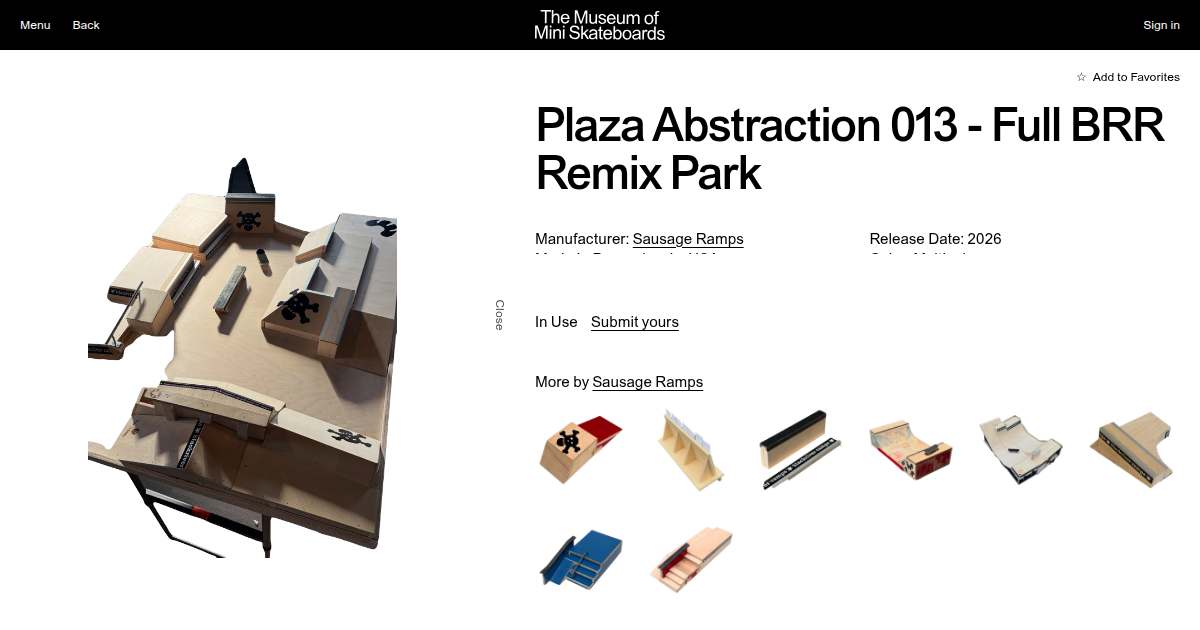 Menu Back
The Museum of
Mini Skateboards
Sign in
☆ Add to Favorites
Plaza Abstraction 013 - Full BRR
Remix Park
Manufacturer: Sausage Ramps
Release Date: 2026
Close
In Use Submit yours
More by Sausage Ramps